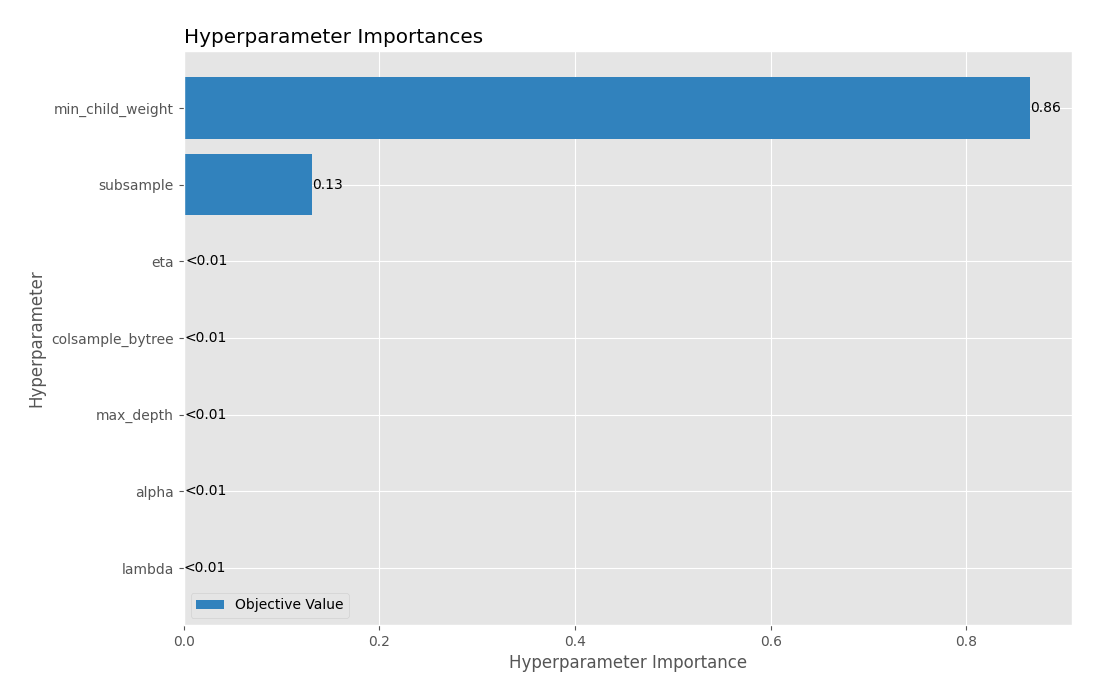 Hyperparameter Importances
Hyperparameter
min_child_weight
0.86
subsample
0.13
eta
<0.01
colsample_bytree
<0.01
max_depth
<0.01
alpha
<0.01
lambda
<0.01
Objective Value
0.0 0.2 0.4 0.6 0.8
Hyperparameter Importance